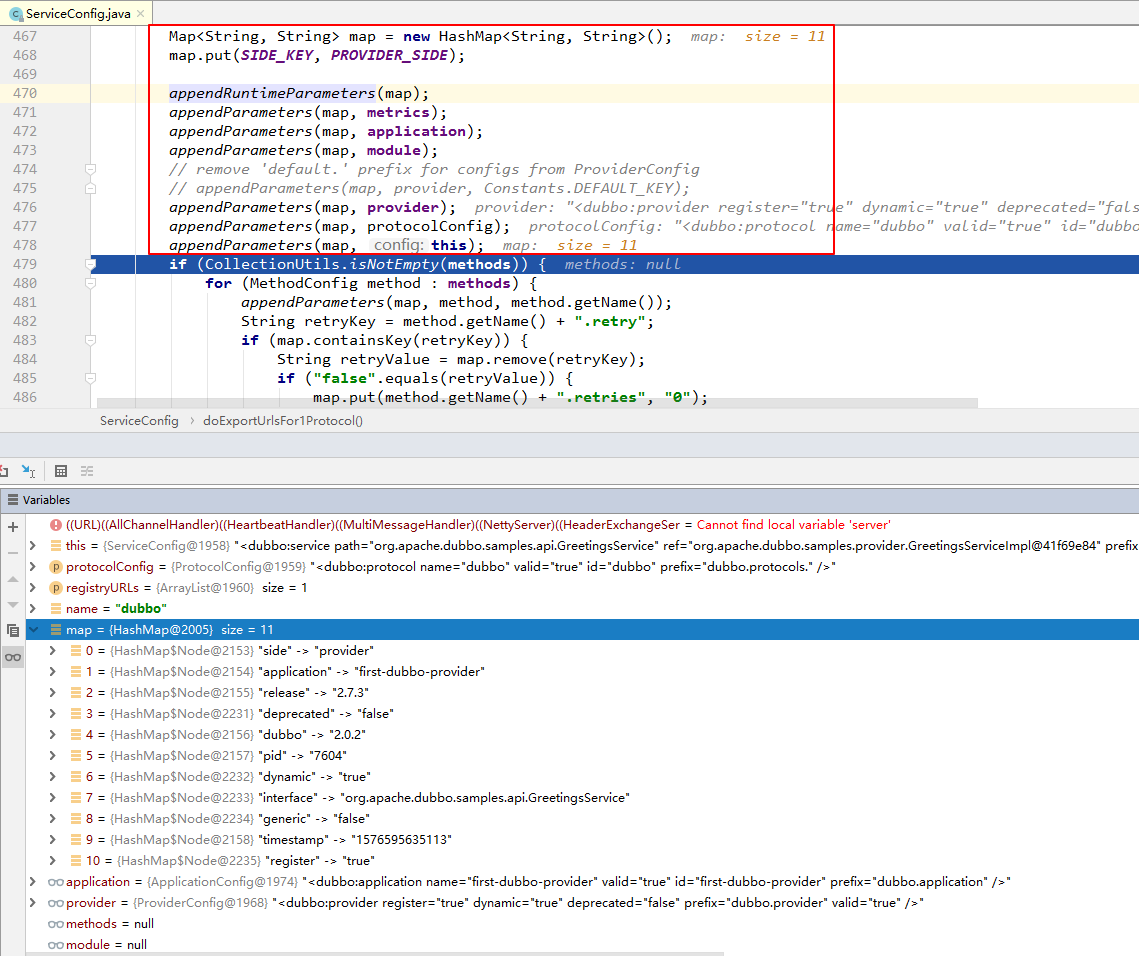 ServiceConfig.java
467 Map<String, String> map = new HashMap<String, String>(); map: size = 11
468 map.put(SIDE_KEY, PROVIDER_SIDE);
469
470 appendRuntimeParameters(map);
471 appendParameters(map, metrics);
472 appendParameters(map, application);
473 appendParameters(map, module);
474 // remove 'default.' prefix for configs from ProviderConfig
475 // appendParameters(map, provider, Constants.DEFAULT_KEY);
476 appendParameters(map, provider); provider: "<dubbo:provider register="true" dynamic="true" deprecated="fals
477 appendParameters(map, protocolConfig); protocolConfig: "<dubbo:protocol name="dubbo" valid="true" id="dubbo
478 appendParameters(map, config: this); map: size = 11
479 if (CollectionUtils.isNotEmpty(methods)) { methods: null
480 for (MethodConfig method : methods) {
481 appendParameters(map, method, method.getName());
482 String retryKey = method.getName() + ".retry";
483 if (map.containsKey(retryKey)) {
484 String retryValue = map.remove(retryKey);
485 if ("false".equals(retryValue)) {
486 map.put(method.getName() + ".retries", "0");
ServiceConfig › doExportUrlsFor1Protocol()
Variables
((URL)((AllChannelHandler)((HeartbeatHandler)((MultiMessageHandler)((NettyServer)((HeaderExchangeSer = Cannot find local variable 'server'
this = {ServiceConfig@1958} "<dubbo:service path="org.apache.dubbo.samples.api.GreetingsService" ref="org.apache.dubbo.samples.provider.GreetingsServiceImpl@41f69e84" prefix
protocolConfig = {ProtocolConfig@1959} "<dubbo:protocol name="dubbo" valid="true" id="dubbo" prefix="dubbo.protocols." />"
registryURLs = {ArrayList@1960} size = 1
name = "dubbo"
map = {HashMap@2005} size = 11
0 = {HashMap$Node@2153} "side" -> "provider"
1 = {HashMap$Node@2154} "application" -> "first-dubbo-provider"
2 = {HashMap$Node@2155} "release" -> "2.7.3"
3 = {HashMap$Node@2231} "deprecated" -> "false"
4 = {HashMap$Node@2156} "dubbo" -> "2.0.2"
5 = {HashMap$Node@2157} "pid" -> "7604"
6 = {HashMap$Node@2232} "dynamic" -> "true"
7 = {HashMap$Node@2233} "interface" -> "org.apache.dubbo.samples.api.GreetingsService"
8 = {HashMap$Node@2234} "generic" -> "false"
9 = {HashMap$Node@2158} "timestamp" -> "1576595635113"
10 = {HashMap$Node@2235} "register" -> "true"
application = {ApplicationConfig@1974} "<dubbo:application name="first-dubbo-provider" valid="true" id="first-dubbo-provider" prefix="dubbo.application" />"
provider = {ProviderConfig@1968} "<dubbo:provider register="true" dynamic="true" deprecated="false" prefix="dubbo.provider" valid="true" />"
methods = null
module = null